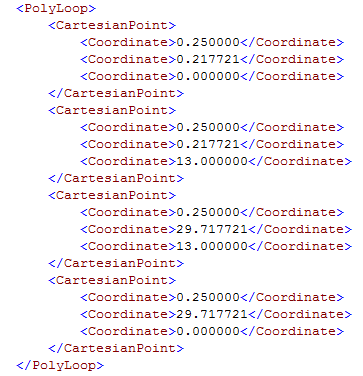 <PolyLoop>
<CartesianPoint>
<Coordinate>0.250000</Coordinate>
<Coordinate>0.217721</Coordinate>
<Coordinate>0.000000</Coordinate>
</CartesianPoint>
<CartesianPoint>
<Coordinate>0.250000</Coordinate>
<Coordinate>0.217721</Coordinate>
<Coordinate>13.000000</Coordinate>
</CartesianPoint>
<CartesianPoint>
<Coordinate>0.250000</Coordinate>
<Coordinate>29.717721</Coordinate>
<Coordinate>13.000000</Coordinate>
</CartesianPoint>
<CartesianPoint>
<Coordinate>0.250000</Coordinate>
<Coordinate>29.717721</Coordinate>
<Coordinate>0.000000</Coordinate>
</CartesianPoint>
</PolyLoop>